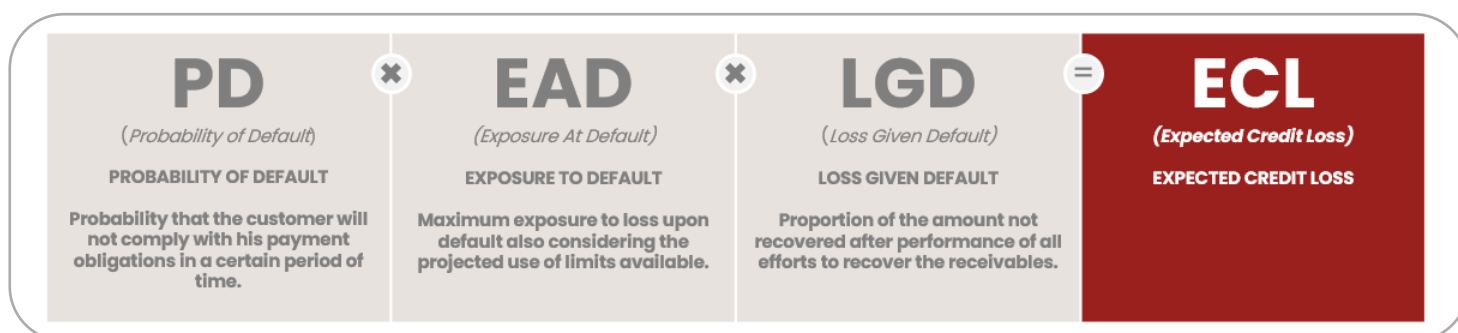 PD
(Probability of Default)
PROBABILITY OF DEFAULT
Probability that the customer will
not comply with his payment
obligations in a certain period of
time.
✖
EAD
(Exposure At Default)
EXPOSURE TO DEFAULT
Maximum exposure to loss upon
default also considering the
projected use of limits available.
✖
LGD
(Loss Given Default)
LOSS GIVEN DEFAULT
Proportion of the amount not
recovered after performance of all
efforts to recover the receivables.
=
ECL
(Expected Credit Loss)
EXPECTED CREDIT LOSS